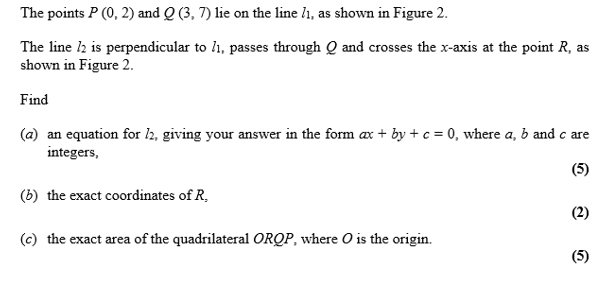 The points P (0, 2) and Q (3, 7) lie on the line l1, as shown in Figure 2.
The line l2 is perpendicular to l1, passes through Q and crosses the x-axis at the point R, as
shown in Figure 2.
Find
(a) an equation for l2, giving your answer in the form ax + by + c = 0, where a, b and c are
integers,
(5)
(b) the exact coordinates of R,
(2)
(c) the exact area of the quadrilateral ORQP, where O is the origin.
(5)